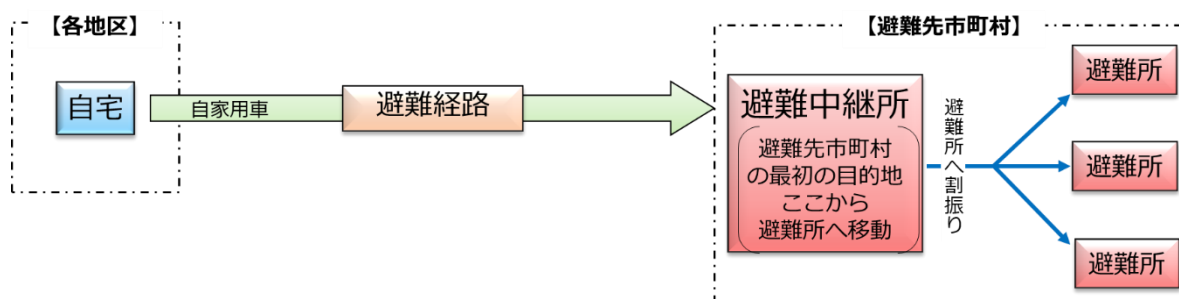 【各地区】
自宅
自家用車
避難経路
【避難先市町村】
避難中継所
避難先市町村
の最初の目的地
ここから
避難所へ移動
避難所へ割振り
避難所
避難所
避難所